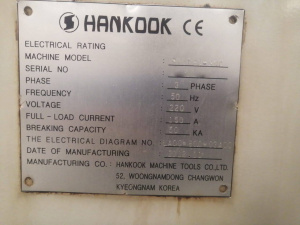 HANKOOK CE
ELECTRICAL RATING
MACHINE MODEL
SERIAL NO
PHASE PHASE
FREQUENCY 50 Hz
VOLTAGE 380 V
FULL - LOAD CURRENT A
BREAKING CAPACITY KA
THE ELECTRICAL DIAGRAM NO.
DATE OF MANUFACTURING
MANUFACTURING CO. : HANKOOK MACHINE TOOLS CO.,LTD.
52, WOONGNAMDONG CHANGWON
KYEONGNAM KOREA